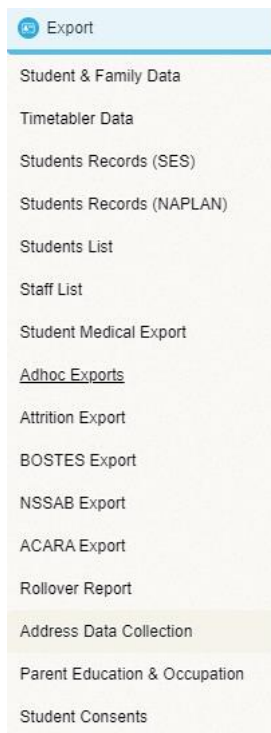 Export
Student & Family Data
Timetabler Data
Students Records (SES)
Students Records (NAPLAN)
Students List
Staff List
Student Medical Export
Adhoc Exports
Attrition Export
BOSTES Export
NSSAB Export
ACARA Export
Rollover Report
Address Data Collection
Parent Education & Occupation
Student Consents